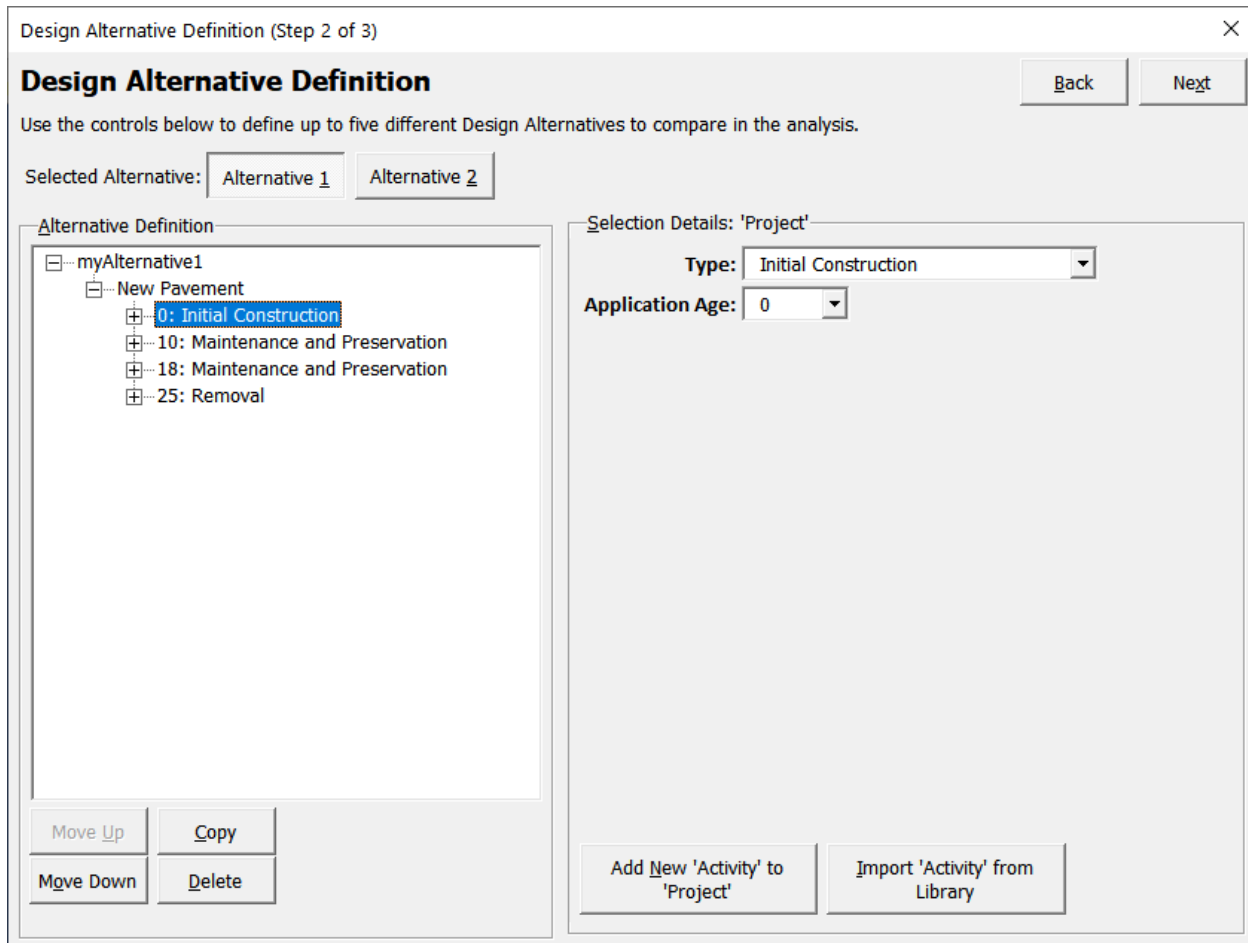 Design Alternative Definition (Step 2 of 3)
Design Alternative Definition
Back
Next
Use the controls below to define up to five different Design Alternatives to compare in the analysis.
Selected Alternative:
Alternative 1
Alternative 2
Alternative Definition
myAlternative1
New Pavement
0: Initial Construction
10: Maintenance and Preservation
18: Maintenance and Preservation
25: Removal
Move Up
Copy
Move Down
Delete
Selection Details: 'Project'
Type:
Initial Construction
Application Age:
0
Add New 'Activity' to
'Project'
Import 'Activity' from
Library